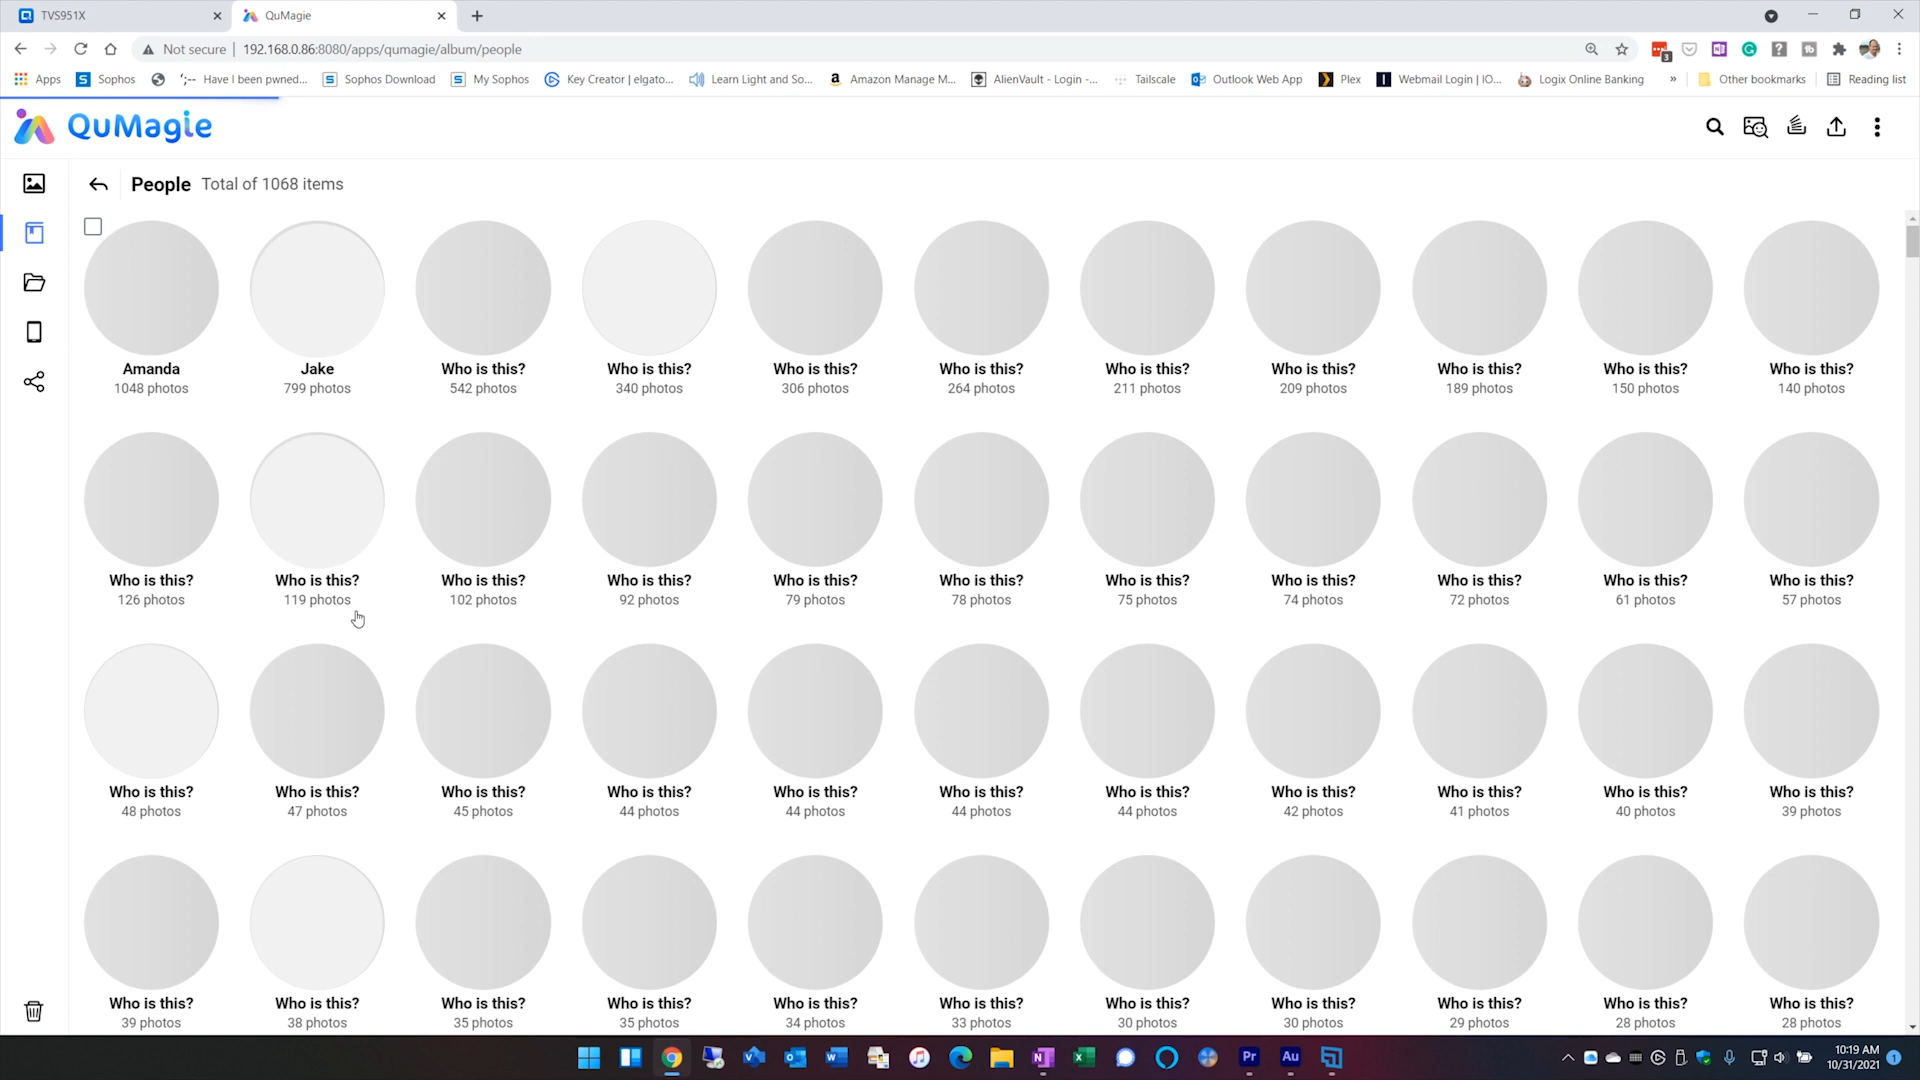 TVS951X
QuMagie
Not secure | 192.168.0.86:8080/apps/qumagie/album/people
Apps Sophos Have I been pwned... Sophos Download My Sophos Key Creator | elgato... Learn Light and So... Amazon Manage M... AlienVault - Login -... Tailscale Outlook Web App Plex Webmail Login | IO... Logix Online Banking » Other bookmarks Reading list
QuMagie
People Total of 1068 items
Amanda Jake Who is this? Who is this? Who is this? Who is this? Who is this? Who is this? Who is this? Who is this? Who is this?
1048 photos 799 photos 542 photos 340 photos 306 photos 264 photos 211 photos 209 photos 189 photos 150 photos 140 photos
Who is this? Who is this? Who is this? Who is this? Who is this? Who is this? Who is this? Who is this? Who is this? Who is this? Who is this?
126 photos 119 photos 102 photos 92 photos 79 photos 78 photos 75 photos 74 photos 72 photos 61 photos 57 photos
Who is this? Who is this? Who is this? Who is this? Who is this? Who is this? Who is this? Who is this? Who is this? Who is this? Who is this?
48 photos 47 photos 45 photos 44 photos 44 photos 44 photos 44 photos 42 photos 41 photos 40 photos 39 photos
Who is this? Who is this? Who is this? Who is this? Who is this? Who is this? Who is this? Who is this? Who is this? Who is this? Who is this?
39 photos 38 photos 35 photos 35 photos 34 photos 33 photos 30 photos 30 photos 29 photos 28 photos 28 photos
10:19 AM
10/31/2021